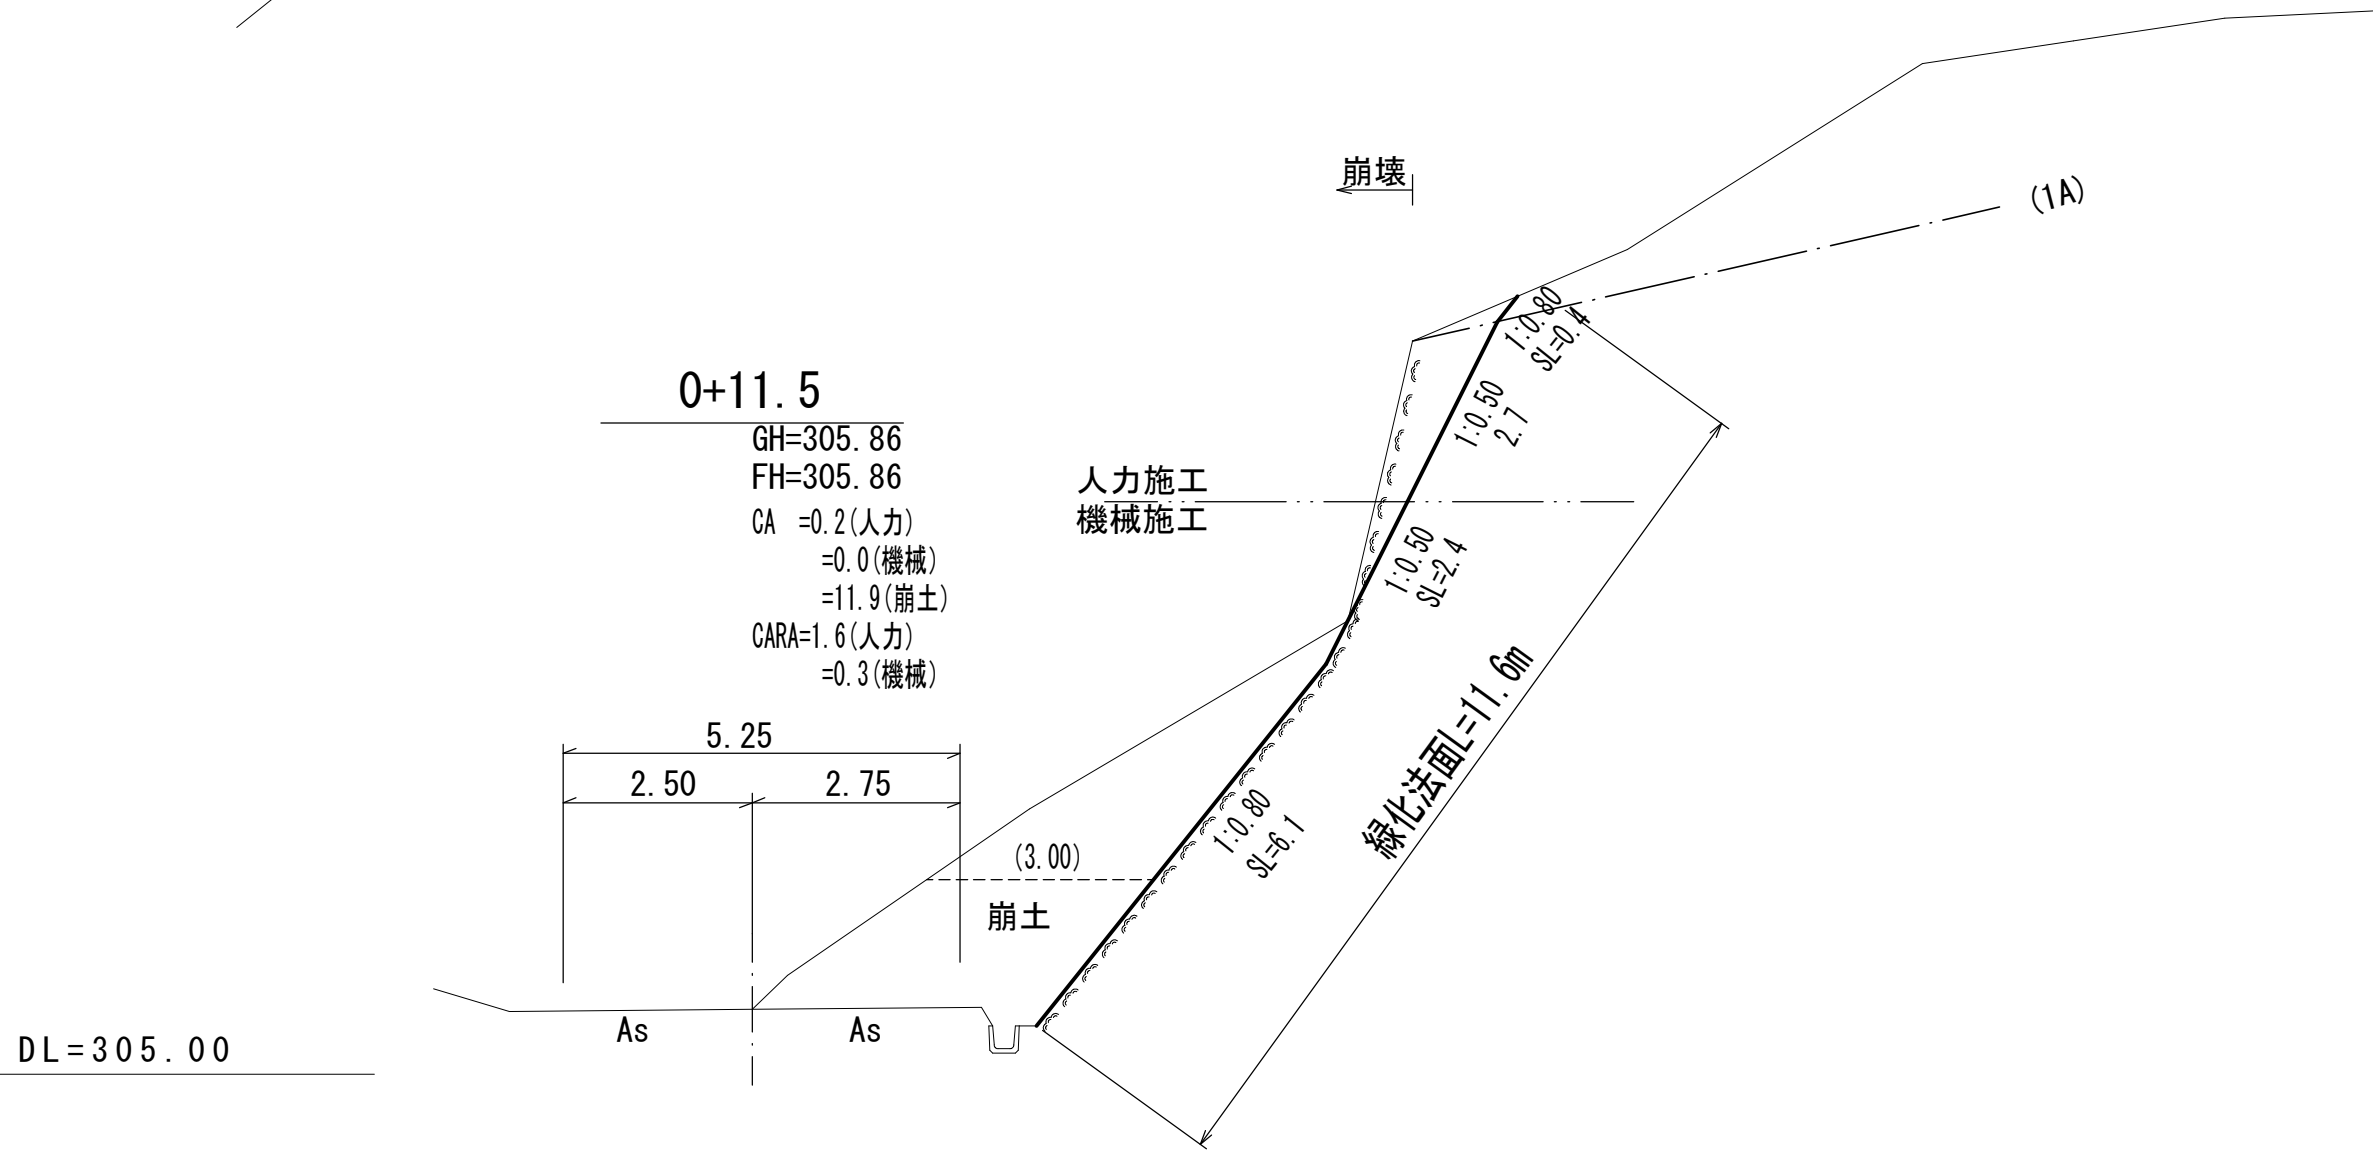 崩壊
(1A)
0+11.5
GH=305.86
FH=305.86
CA =0.2(人力)
=0.0(機械)
=11.9(崩土)
CARA=1.6(人力)
=0.3(機械)
人力施工
機械施工
1:0.80
SL=0.4
1:0.50
2.7
1:0.50
SL=2.4
1:0.80
SL=6.1
緑化法面L=11.6m
5.25
2.50
2.75
(3.00)
崩土
As
As
DL=305.00